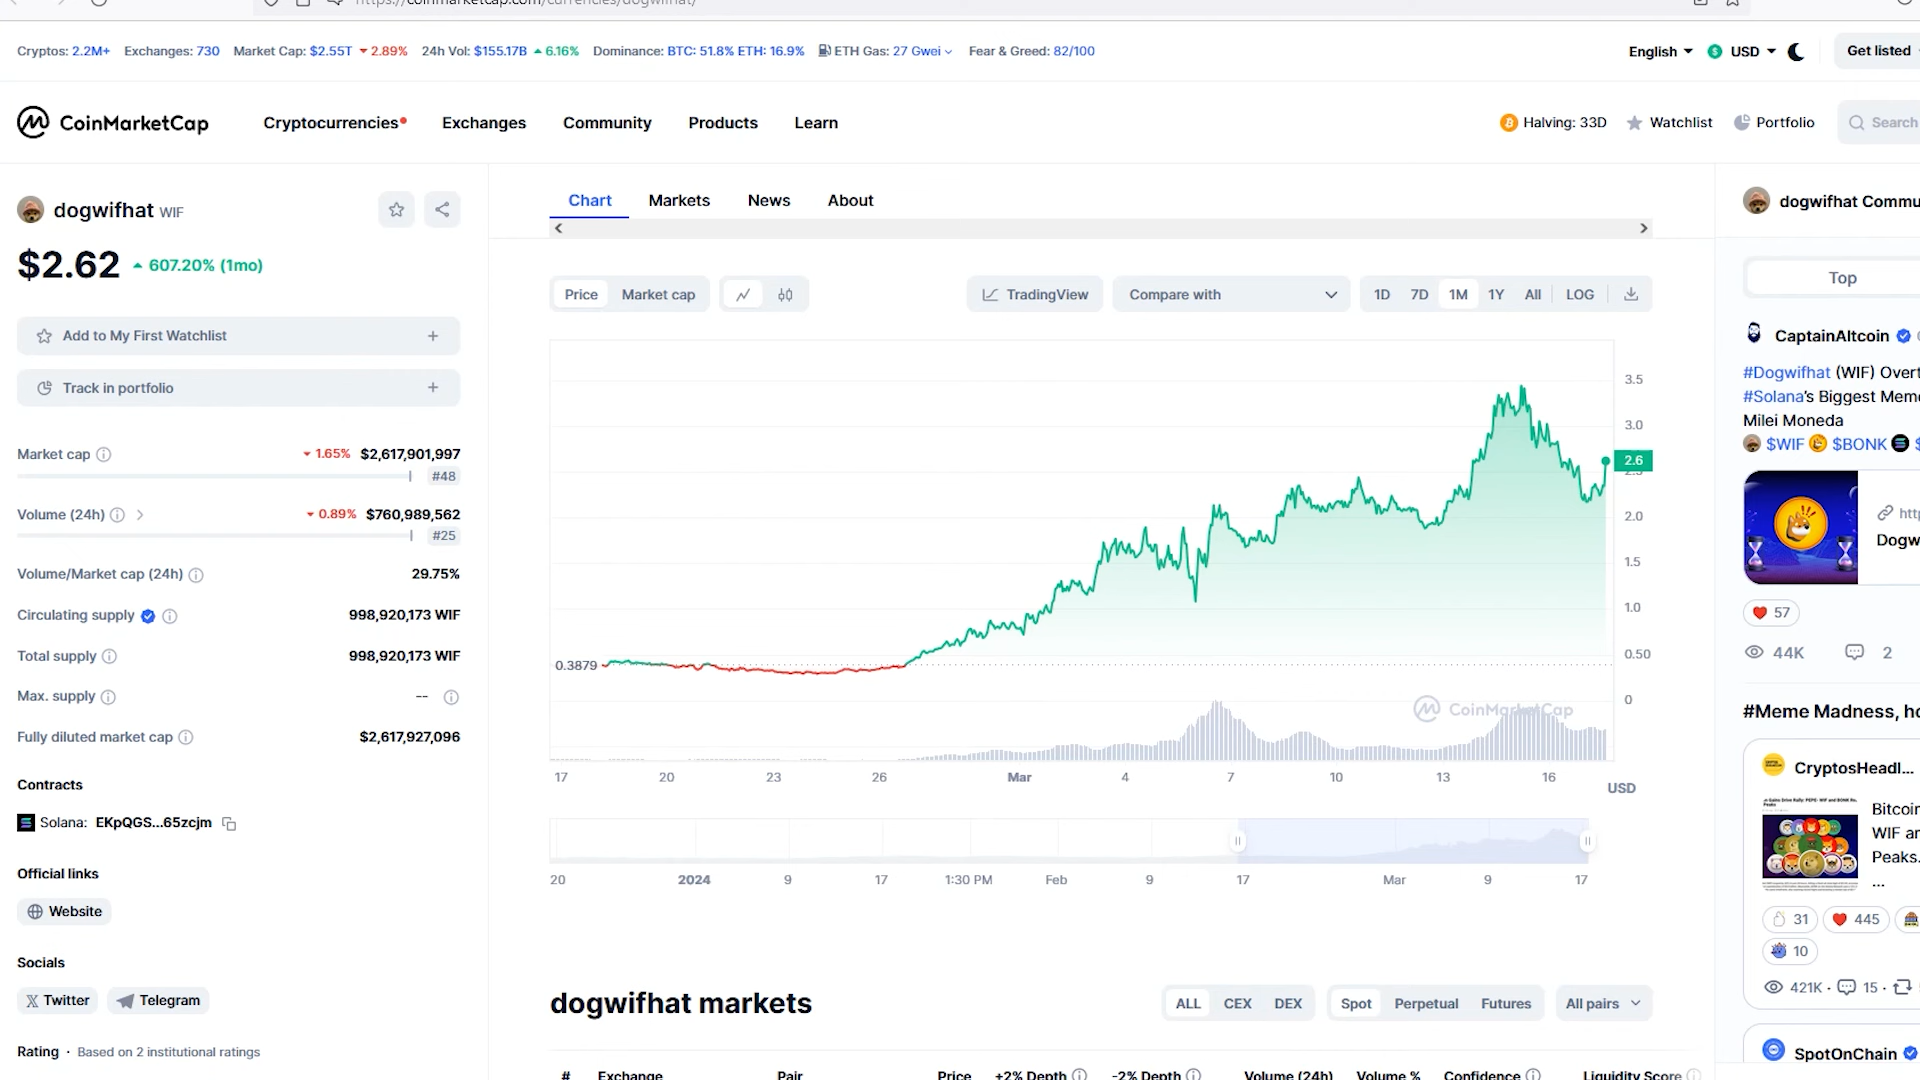 https://coinmarketcap.com/currencies/dogwifhat/
Cryptos: 2.2M+ Exchanges: 730 Market Cap: $2.55T 2.89% 24h Vol: $155.17B 6.16% Dominance: BTC: 51.8% ETH: 16.9% ETH Gas: 27 Gwei Fear & Greed: 82/100
English USD Get listed
CoinMarketCap Cryptocurrencies Exchanges Community Products Learn
Halving: 33D Watchlist Portfolio Search
dogwifhat WIF
$2.62 607.20% (1mo)
Add to My First Watchlist +
Track in portfolio +
Market cap 1.65% $2,617,901,997
#48
Volume (24h) 0.89% $760,989,562
#25
Volume/Market cap (24h) 29.75%
Circulating supply 998,920,173 WIF
Total supply 998,920,173 WIF
Max. supply --
Fully diluted market cap $2,617,927,096
Contracts
Solana: EKpQGS...65zcjm
Official links
Website
Socials
Twitter Telegram
Rating · Based on 2 institutional ratings
Chart Markets News About
Price Market cap
TradingView Compare with 1D 7D 1M 1Y All LOG
3.5
3.0
2.6
2.0
1.5
1.0
0.50
0
0.3879
CoinMarketCap
17 20 23 26 Mar 4 7 10 13 16
USD
20 2024 9 17 1:30 PM Feb 9 17 Mar 9 17
dogwifhat markets
ALL CEX DEX Spot Perpetual Futures All pairs
# Exchange Pair Price +2% Depth -2% Depth Volume (24h) Volume % Confidence Liquidity Score
dogwifhat Commu
Top
CaptainAltcoin
#Dogwifhat (WIF) Overt
#Solana's Biggest Meme
Milei Moneda
$WIF $BONK $
http
Dogw
57
44K 2
#Meme Madness, ho
CryptosHeadl...
Bitcoin
WIF an
Peaks.
...
31 445
10
421K · 15 ·
SpotOnChain